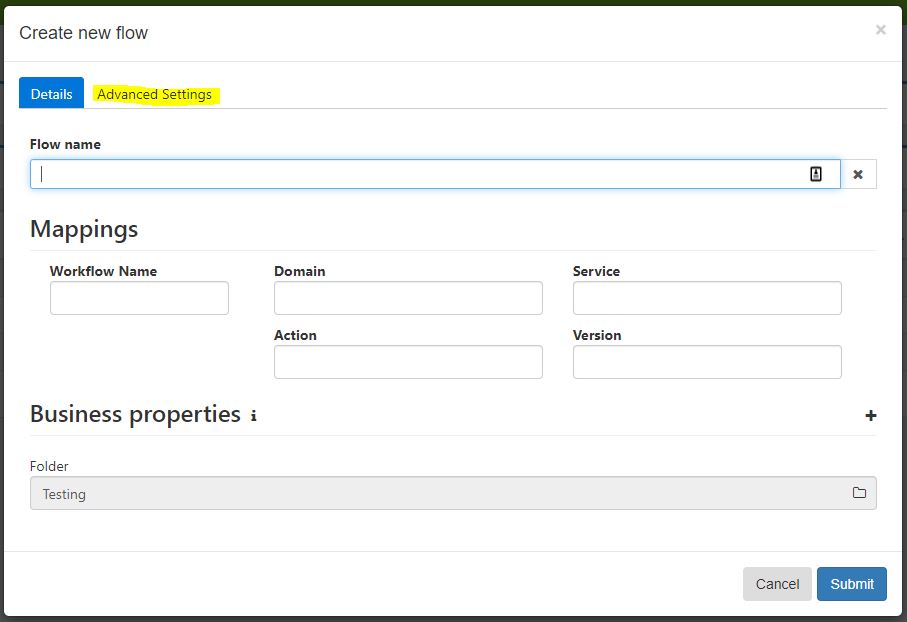 Create new flow
Details Advanced Settings
Flow name
Mappings
Workflow Name Domain Service
Action Version
Business properties
Folder
Testing
Cancel Submit